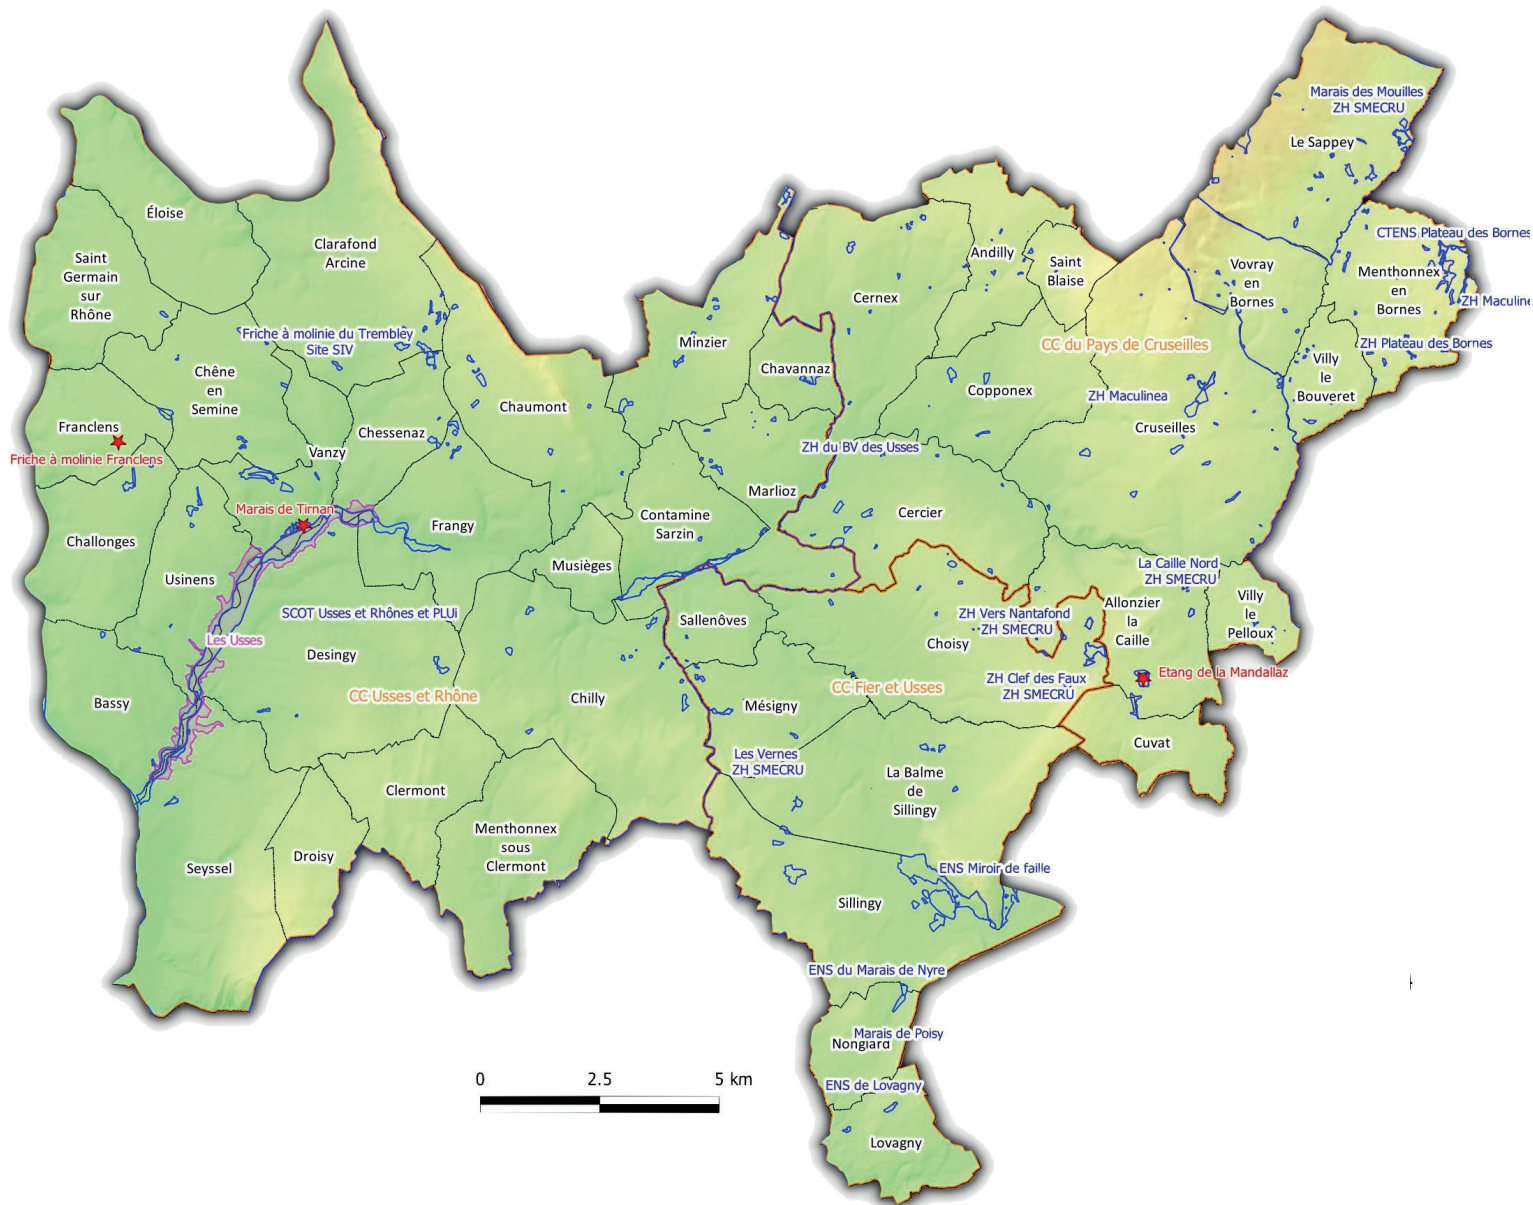 Marais des Mouilles
ZH SMECRU
Le Sappey
Éloise
CTENS Plateau des Bornes
Clarafond
Arcine
Andilly
Saint
Blaise
Vovray
en
Bornes
Menthonnex
en
Bornes
Saint
Germain
sur
Rhône
Cernex
ZH Maculine
Friche à molinie du Tremblèy
Site SIV
Minzier
CC du Pays de Cruseilles
ZH Plateau des Bornes
Chêne
en
Semine
Chavannaz
Villy
le
Bouveret
Copponex
ZH Maculinea
Chaumont
Franclens
Chessenaz
Cruseilles
Friche à molinie Franclens
Vanzy
ZH du BV des Usses
Marlioz
Marais de Tirnan
Contamine
Sarzin
Cercier
Frangy
Challonges
Musièges
La Caille Nord
ZH SMECRU
Usinens
SCOT Usses et Rhônes et PLUi
Sallenôves
ZH Vers Nantafond
ZH SMECRU
Allonzier
la
Caille
Villy
le
Pelloux
Les Usses
Desingy
Choisy
CC Usses et Rhône
Chilly
CC Fier et Usses
ZH Clef des Faux
ZH SMECRU
Etang de la Mandallaz
Bassy
Mésigny
Cuvat
Les Vernes
ZH SMECRU
La Balme
de
Sillingy
Clermont
Menthonnex
sous
Clermont
Droisy
Seyssel
ENS Miroir de faille
Sillingy
ENS du Marais de Nyre
Marais de Poisy
Nonglard
0 2.5 5 km
ENS de Lovagny
Lovagny